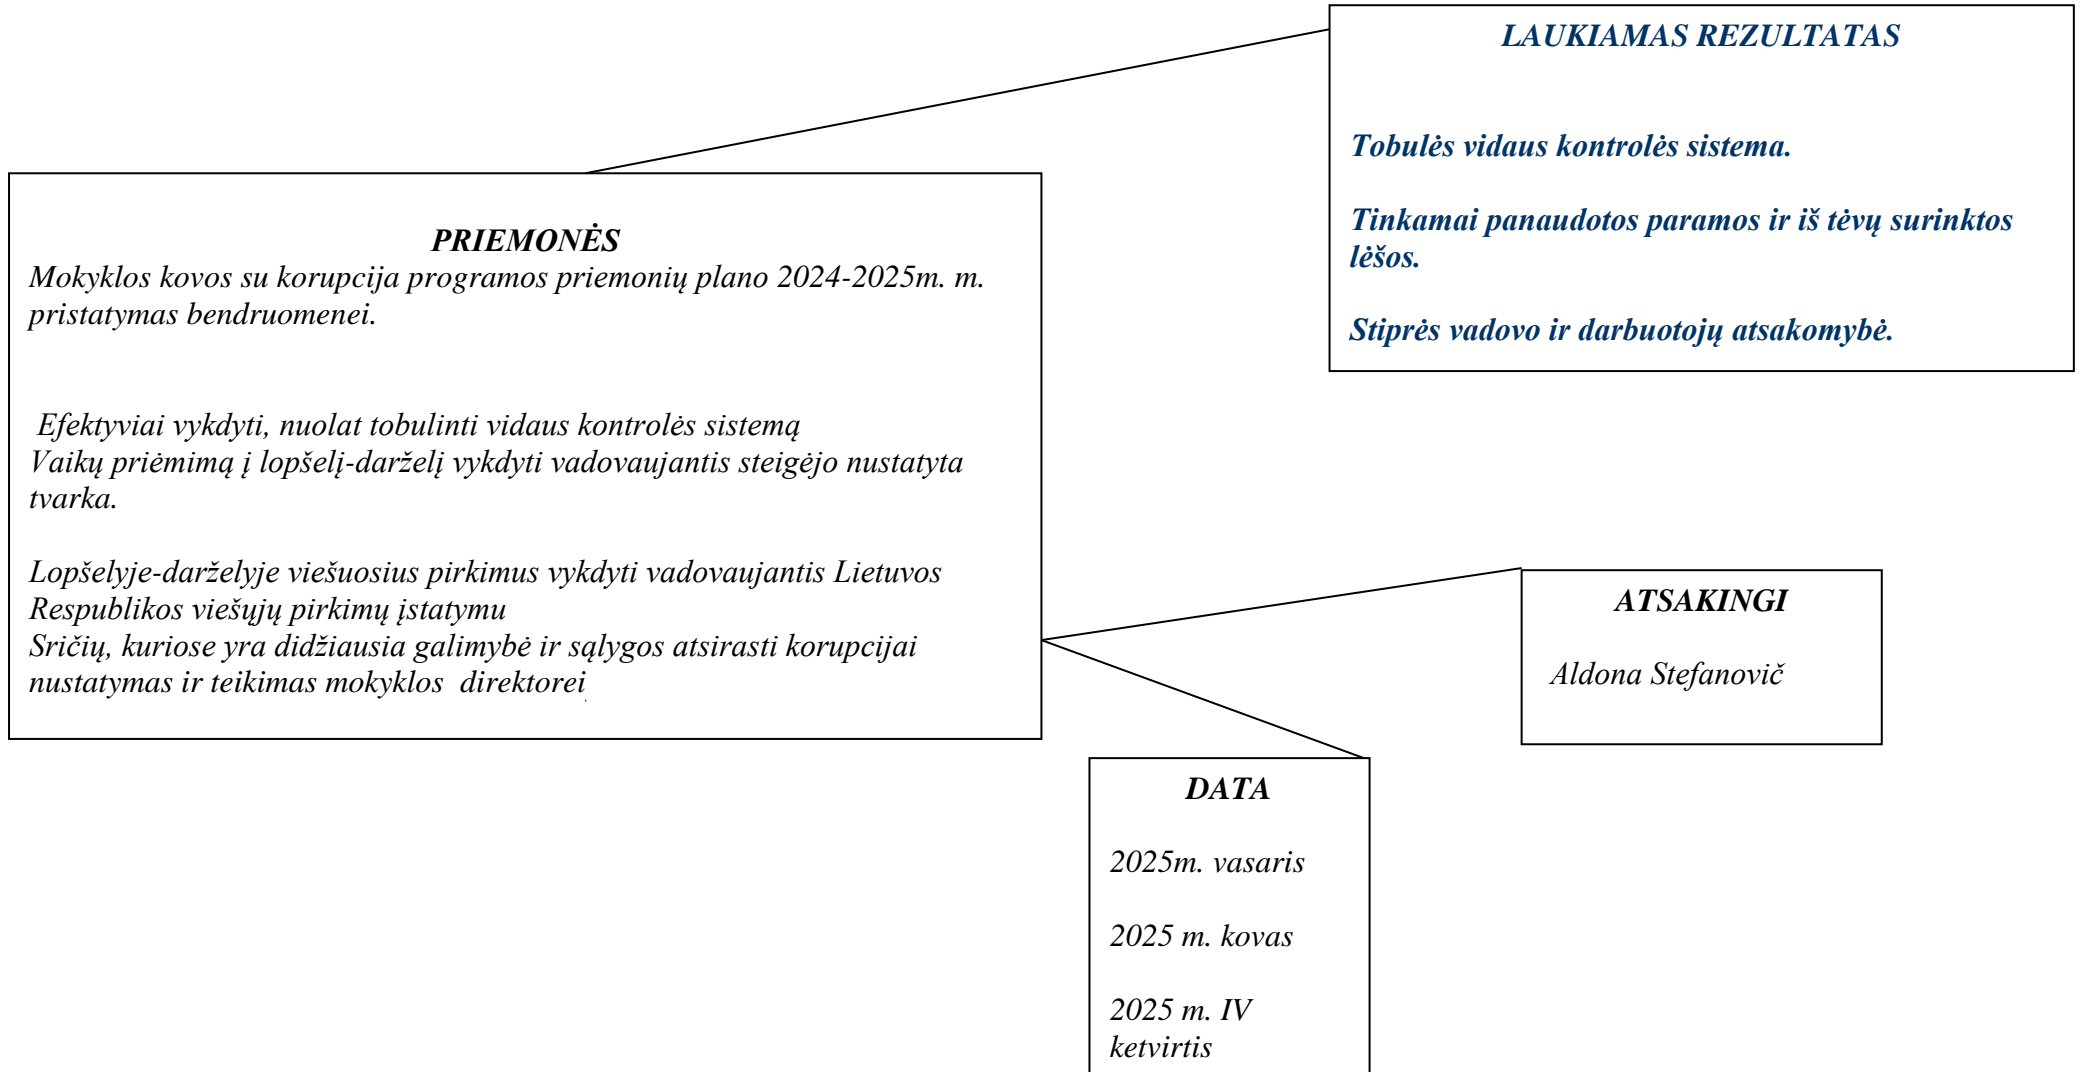 LAUKIAMAS REZULTATAS
Tobulės vidaus kontrolės sistema.
Tinkamai panaudotos paramos ir iš tėvų surinktos
lėšos.
Stiprės vadovo ir darbuotojų atsakomybė.
PRIEMONĖS
Mokyklos kovos su korupcija programos priemonių plano 2024-2025m. m.
pristatymas bendruomenei.
Efektyviai vykdyti, nuolat tobulinti vidaus kontrolės sistemą
Vaikų priėmimą į lopšelį-darželį vykdyti vadovaujantis steigėjo nustatyta
tvarka.
Lopšelyje-darželyje viešuosius pirkimus vykdyti vadovaujantis Lietuvos
Respublikos viešųjų pirkimų įstatymu
Sričių, kuriose yra didžiausia galimybė ir sąlygos atsirasti korupcijai
nustatymas ir teikimas mokyklos direktorei
ATSAKINGI
Aldona Stefanovič
DATA
2025m. vasaris
2025 m. kovas
2025 m. IV
ketvirtis